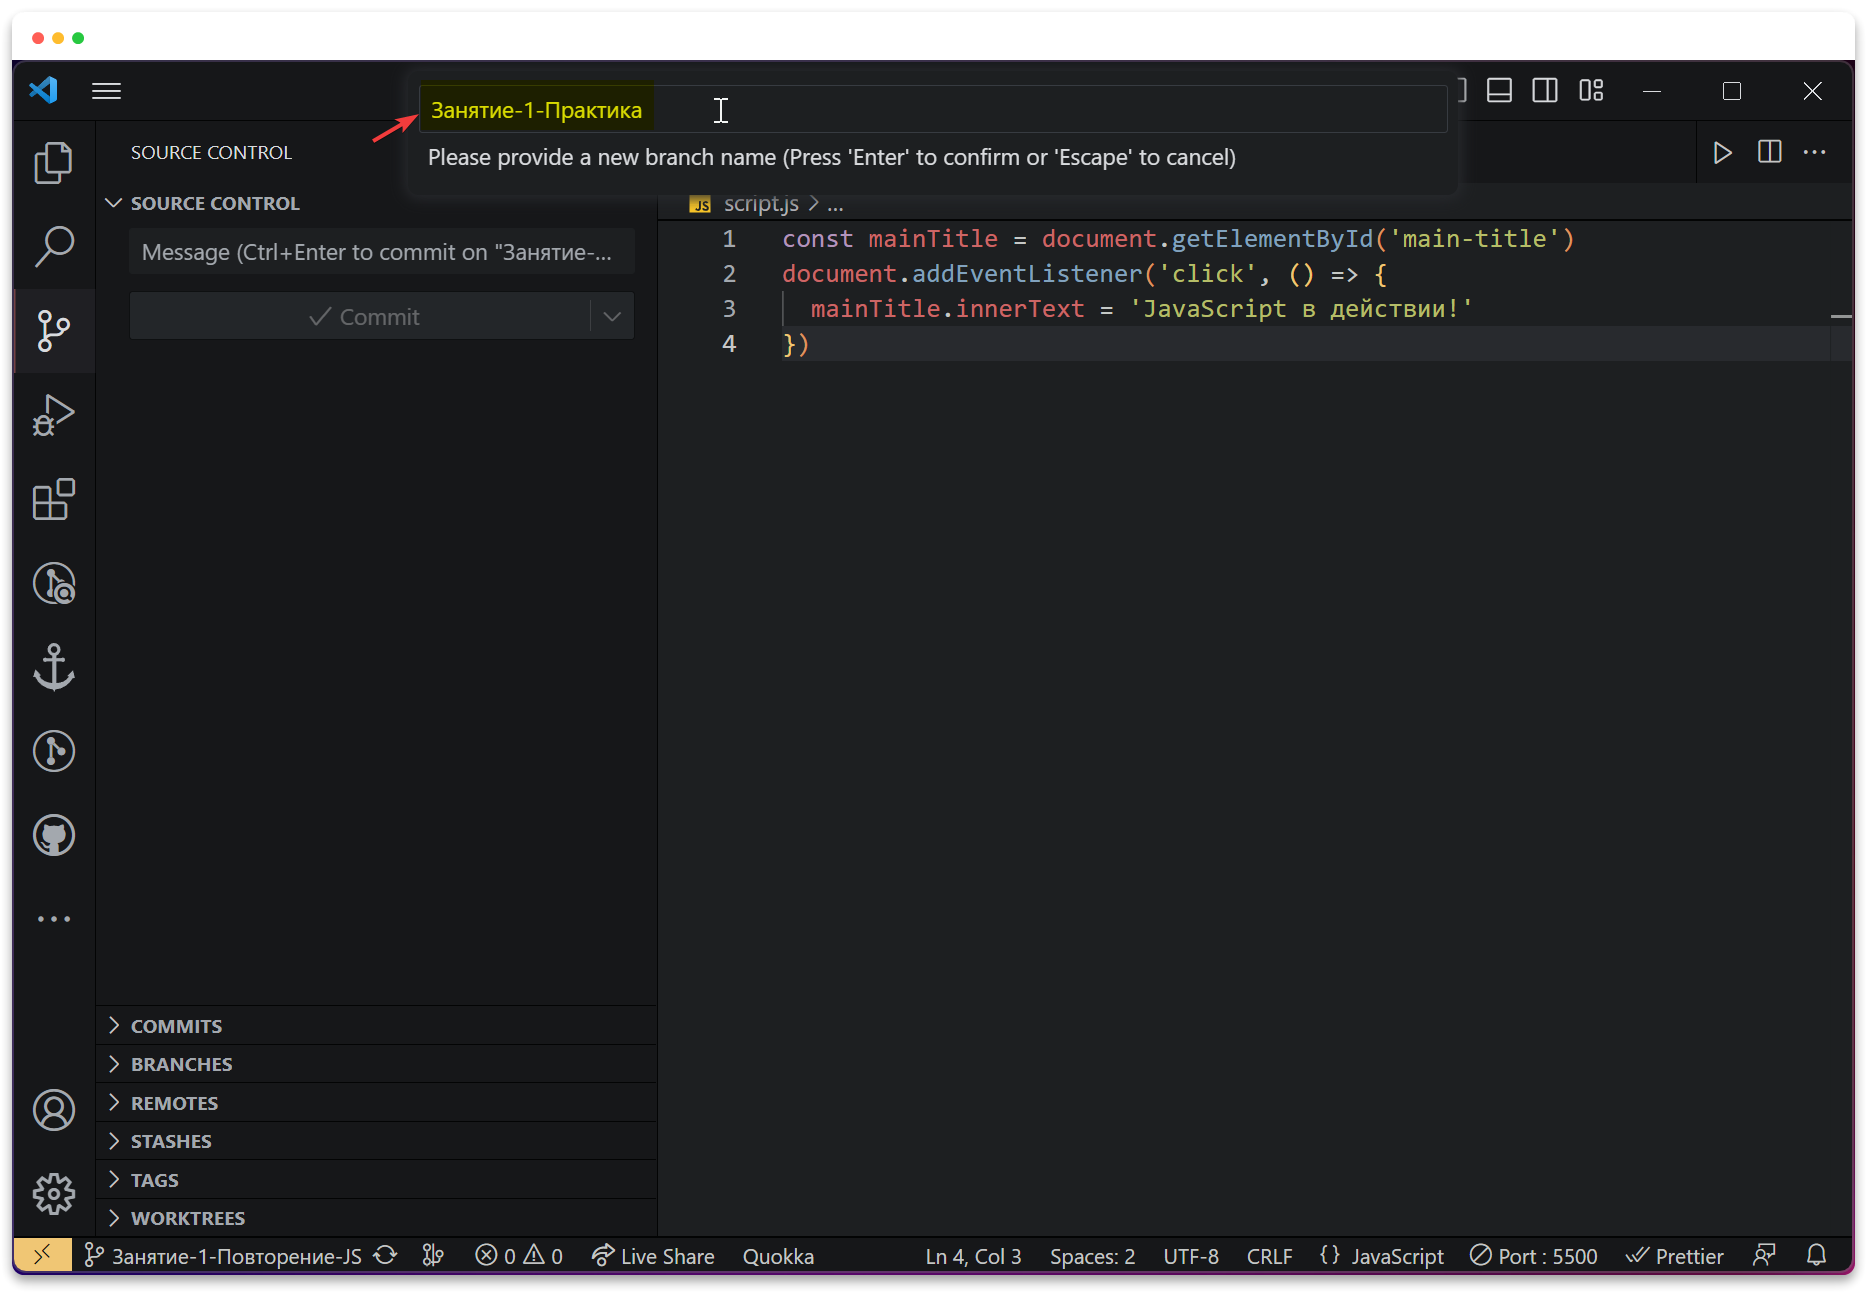 Занятие-1-Практика
Please provide a new branch name (Press 'Enter' to confirm or 'Escape' to cancel)
SOURCE CONTROL
SOURCE CONTROL
Message (Ctrl+Enter to commit on "Занятие-...
Commit
COMMITS
BRANCHES
REMOTES
STASHES
TAGS
WORKTREES
JS script.js > ...
1 const mainTitle = document.getElementById('main-title')
2 document.addEventListener('click', () => {
3 mainTitle.innerText = 'JavaScript в действии!'
4 })
Занятие-1-Повторение-JS 0 0 Live Share Quokka Ln 4, Col 3 Spaces: 2 UTF-8 CRLF {} JavaScript Port : 5500 Prettier